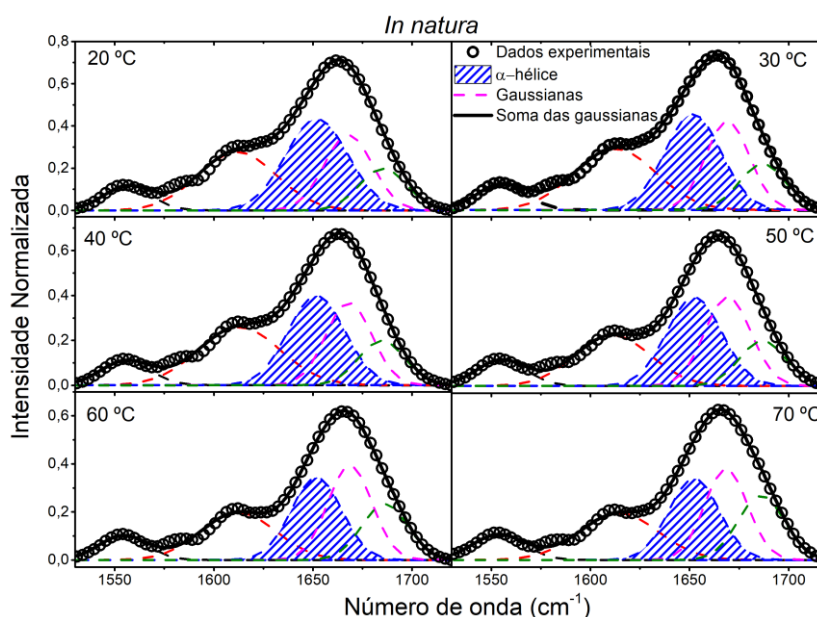 In natura
20 ºC
30 ºC
Dados experimentais
α−hélice
Gaussianas
Soma das gaussianas
40 ºC
50 ºC
60 ºC
70 ºC
0,8
0,6
0,4
0,2
0,0
0,6
0,4
0,2
0,0
0,6
0,4
0,2
0,0
1550
1600
1650
1700
1550
1600
1650
1700
Intensidade Normalizada
Número de onda (cm⁻¹)